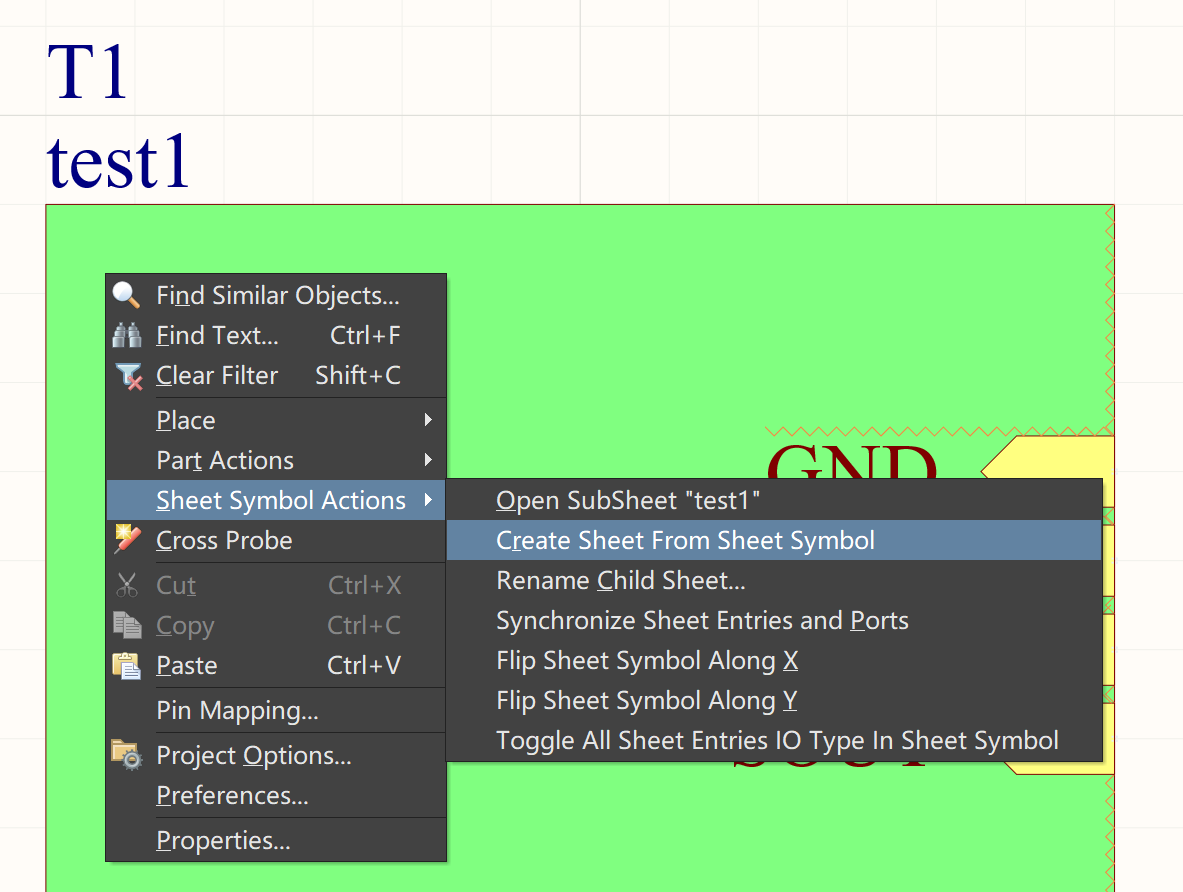 T1
test1
Find Similar Objects...
Find Text... Ctrl+F
Clear Filter Shift+C
Place
Part Actions
Sheet Symbol Actions
Cross Probe
Cut Ctrl+X
Copy Ctrl+C
Paste Ctrl+V
Pin Mapping...
Project Options...
Preferences...
Properties...
GND
Open SubSheet "test1"
Create Sheet From Sheet Symbol
Rename Child Sheet...
Synchronize Sheet Entries and Ports
Flip Sheet Symbol Along X
Flip Sheet Symbol Along Y
Toggle All Sheet Entries IO Type In Sheet Symbol